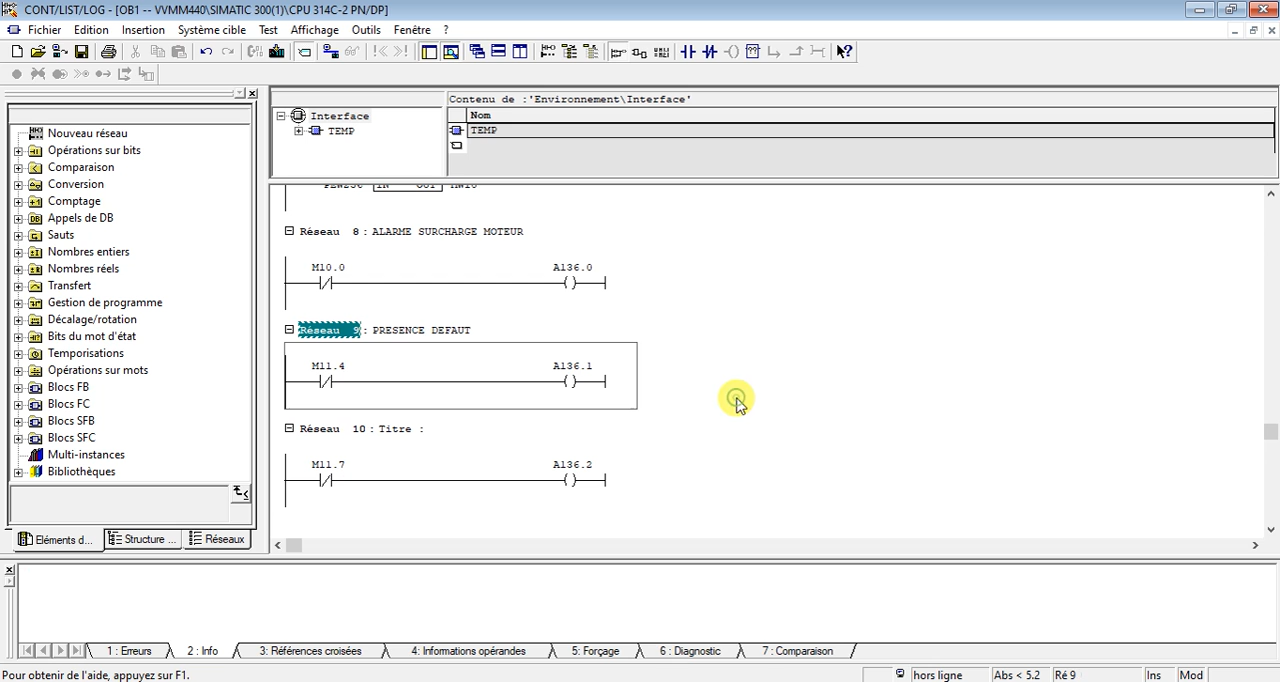 CONT/LIST/LOG - [OB1 -- VVMM440\SIMATIC 300(1)\CPU 314C-2 PN/DP]
Fichier Edition Insertion Système cible Test Affichage Outils Fenêtre ?
Contenu de :'Environnement\Interface'
Interface
TEMP
Nom
TEMP
Nouveau réseau
Opérations sur bits
Comparaison
Conversion
Comptage
Appels de DB
Sauts
Nombres entiers
Nombres réels
Transfert
Gestion de programme
Décalage/rotation
Bits du mot d'état
Temporisations
Opérations sur mots
Blocs FB
Blocs FC
Blocs SFB
Blocs SFC
Multi-instances
Bibliothèques
Eléments d... Structure ... Réseaux
IN OUT
Réseau 8 : ALARME SURCHARGE MOTEUR
M10.0 A136.0
Réseau 9 : PRESENCE DEFAUT
M11.4 A136.1
Réseau 10 : Titre :
M11.7 A136.2
1 : Erreurs 2 : Info 3: Références croisées 4 : Informations opérandes 5 : Forçage 6 : Diagnostic 7 : Comparaison
Pour obtenir de l'aide, appuyez sur F1.
hors ligne Abs < 5.2 Ré 9 Ins Mod